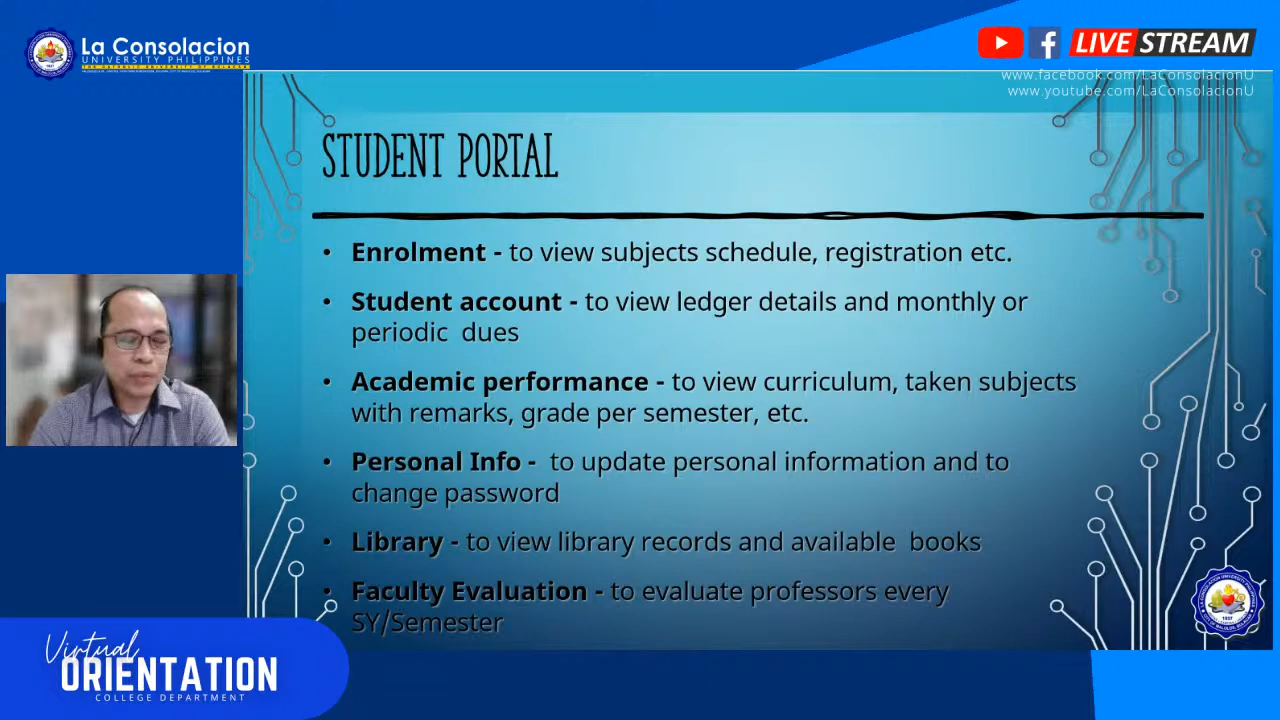 La Consolacion
UNIVERSITY PHILIPPINES
LIVE STREAM
www.facebook.com/LaConsolacionU
www.youtube.com/LaConsolacionU
STUDENT PORTAL
• Enrolment - to view subjects schedule, registration etc.
• Student account - to view ledger details and monthly or
periodic dues
• Academic performance - to view curriculum, taken subjects
with remarks, grade per semester, etc.
• Personal Info - to update personal information and to
change password
• Library - to view library records and available books
• Faculty Evaluation - to evaluate professors every
SY/Semester
Virtual
ORIENTATION
COLLEGE DEPARTMENT